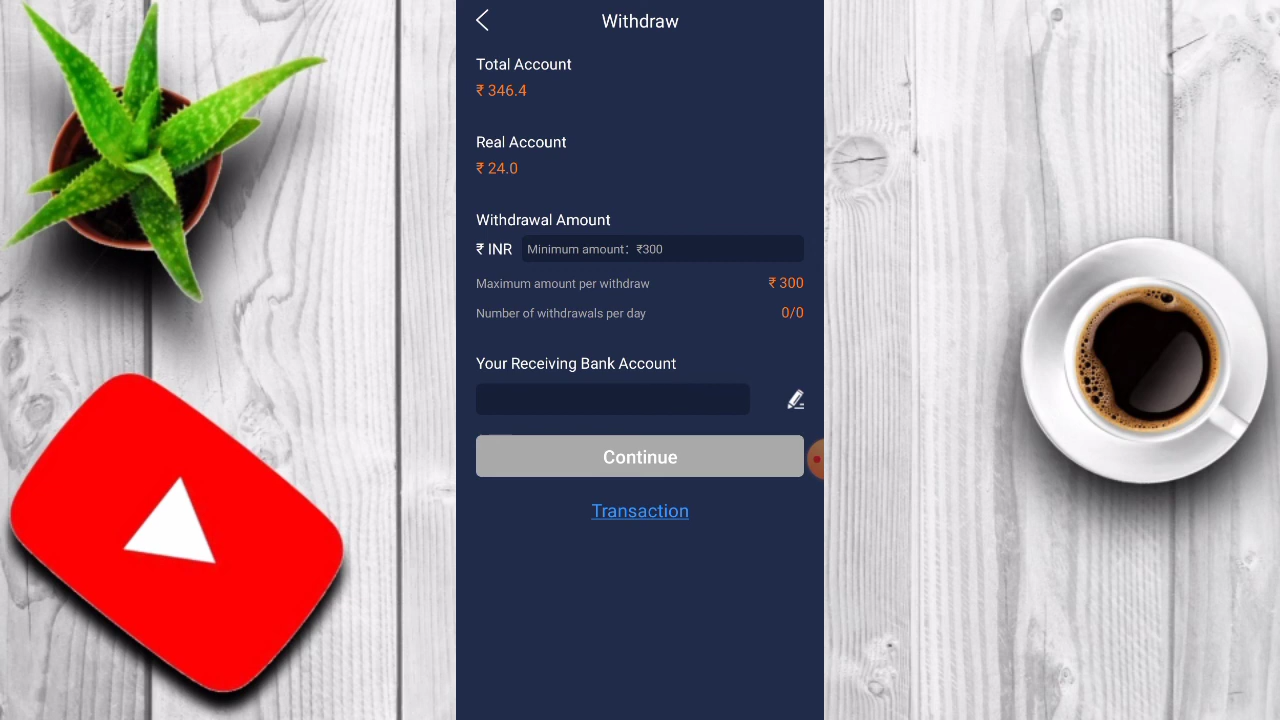 Withdraw
Total Account
₹ 346.4
Real Account
₹ 24.0
Withdrawal Amount
₹ INR Minimum amount：₹300
Maximum amount per withdraw ₹ 300
Number of withdrawals per day 0/0
Your Receiving Bank Account
Continue
Transaction